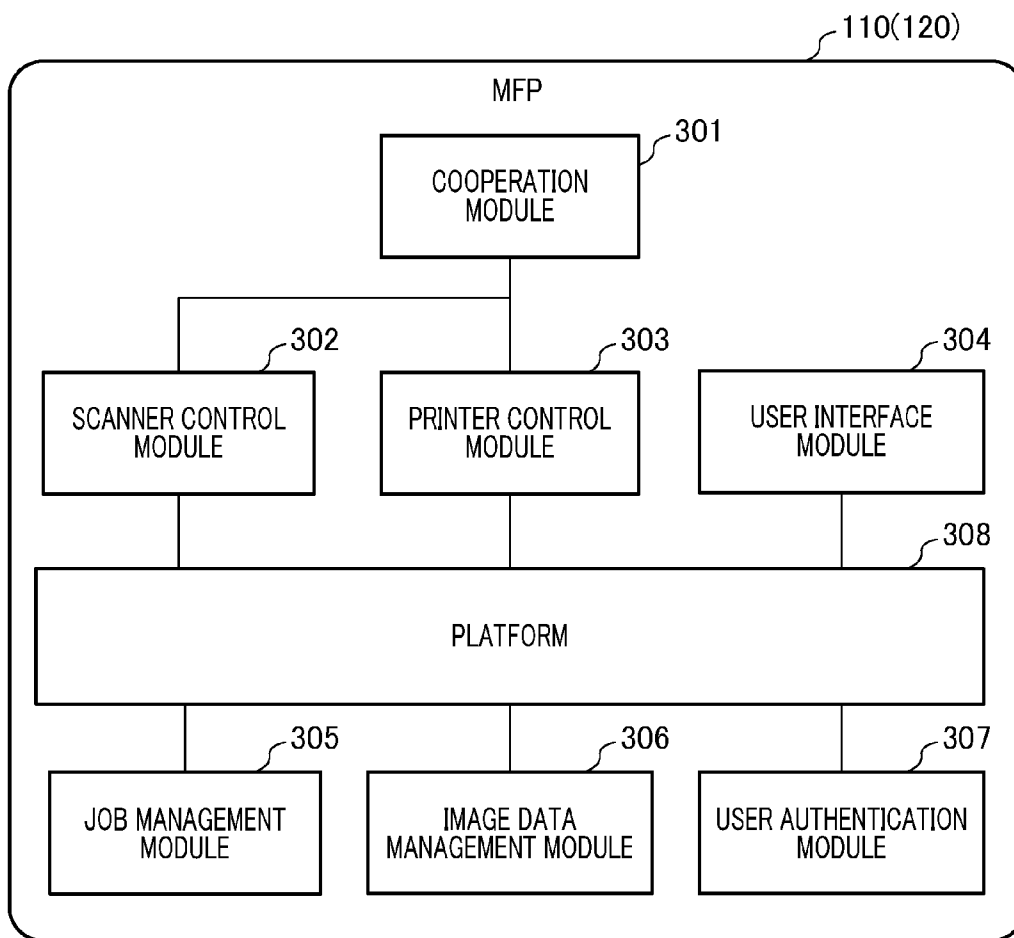 110(120)
MFP
301
COOPERATION
MODULE
302
303
304
SCANNER CONTROL
MODULE
PRINTER CONTROL
MODULE
USER INTERFACE
MODULE
308
PLATFORM
305
306
307
JOB MANAGEMENT
MODULE
IMAGE DATA
MANAGEMENT MODULE
USER AUTHENTICATION
MODULE